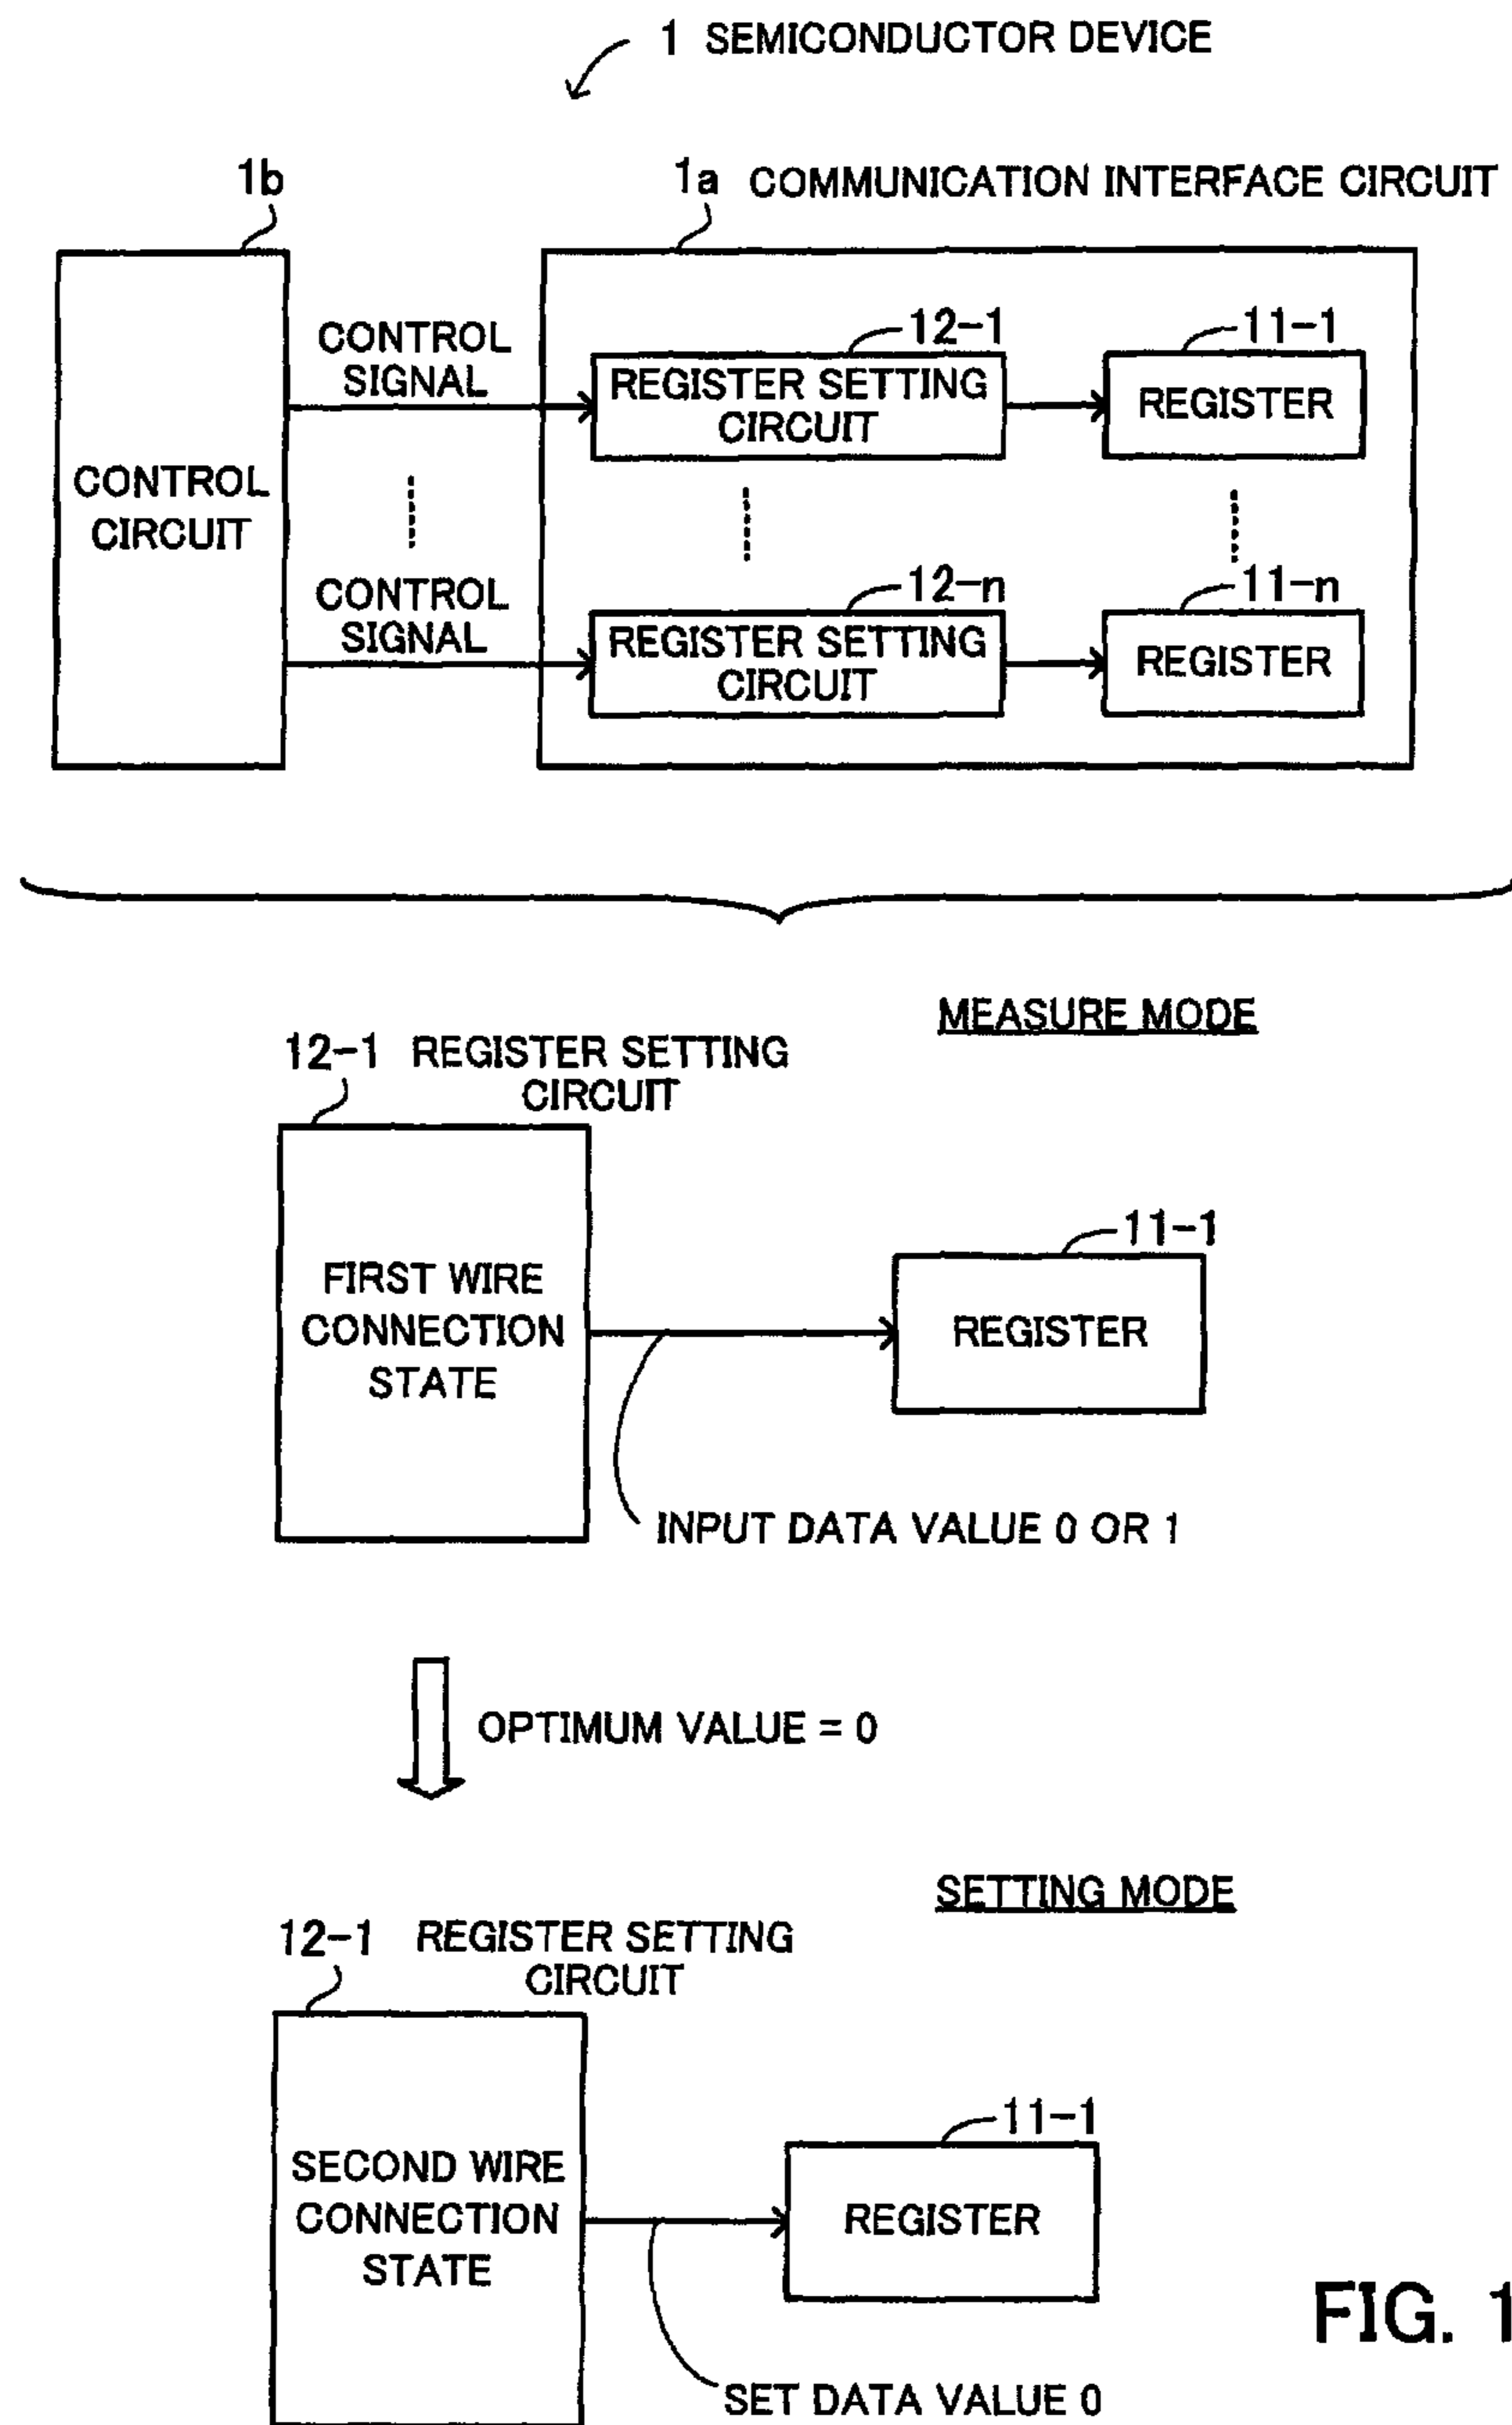 1 SEMICONDUCTOR DEVICE
1b
1a COMMUNICATION INTERFACE CIRCUIT
CONTROL
SIGNAL
12-1
11-1
REGISTER SETTING
CIRCUIT
REGISTER
CONTROL
CIRCUIT
CONTROL
SIGNAL
12-n
11-n
REGISTER SETTING
CIRCUIT
REGISTER
MEASURE MODE
12-1 REGISTER SETTING
CIRCUIT
11-1
FIRST WIRE
CONNECTION
STATE
REGISTER
INPUT DATA VALUE 0 OR 1
OPTIMUM VALUE = 0
SETTING MODE
12-1 REGISTER SETTING
CIRCUIT
11-1
SECOND WIRE
CONNECTION
STATE
REGISTER
SET DATA VALUE 0
FIG. 1